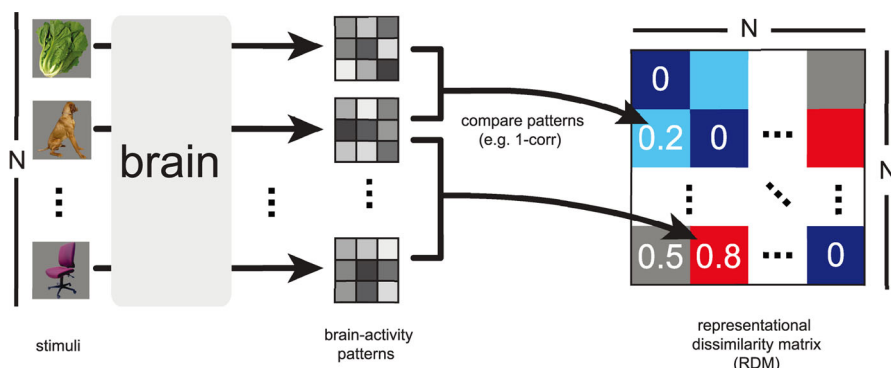 N
brain
stimuli
brain-activity
patterns
compare patterns
(e.g. 1-corr)
N
0
0.2 0
0.5 0.8 0
N
representational
dissimilarity matrix
(RDM)